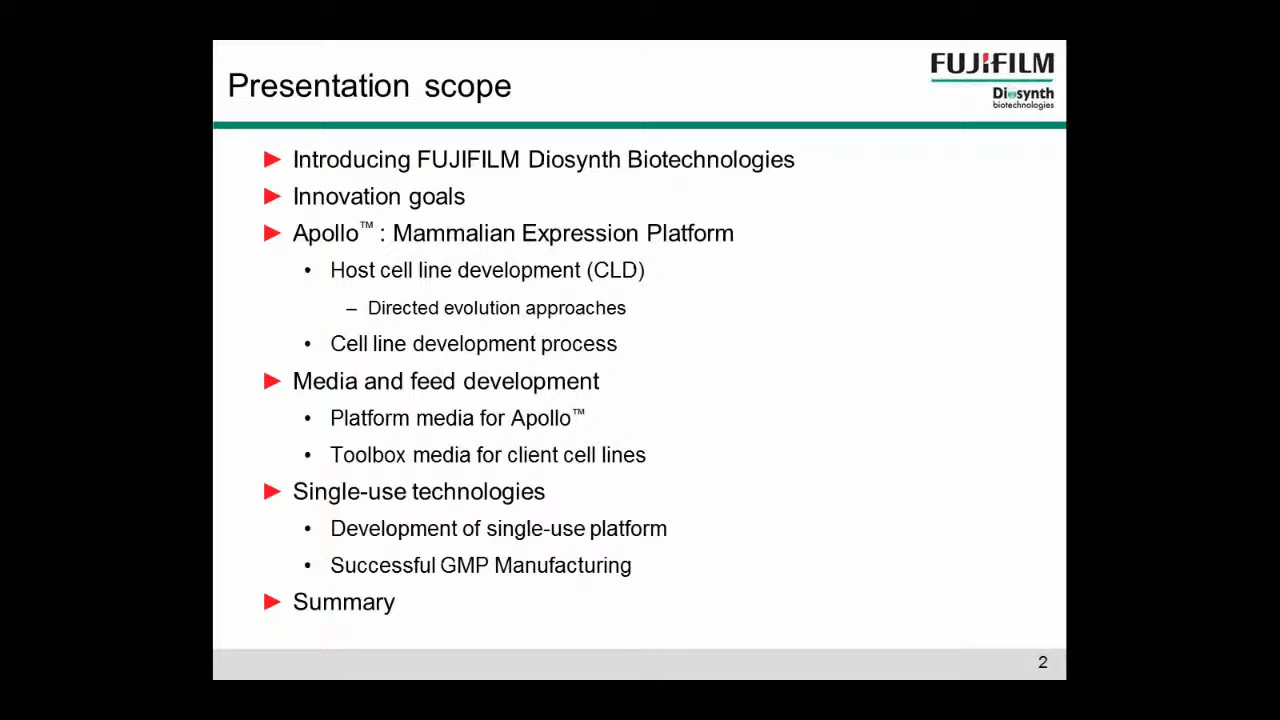 Presentation scope
FUJIFILM
Diosynth
biotechnologies
► Introducing FUJIFILM Diosynth Biotechnologies
► Innovation goals
► Apollo™ : Mammalian Expression Platform
• Host cell line development (CLD)
– Directed evolution approaches
• Cell line development process
► Media and feed development
• Platform media for Apollo™
• Toolbox media for client cell lines
► Single-use technologies
• Development of single-use platform
• Successful GMP Manufacturing
► Summary
2